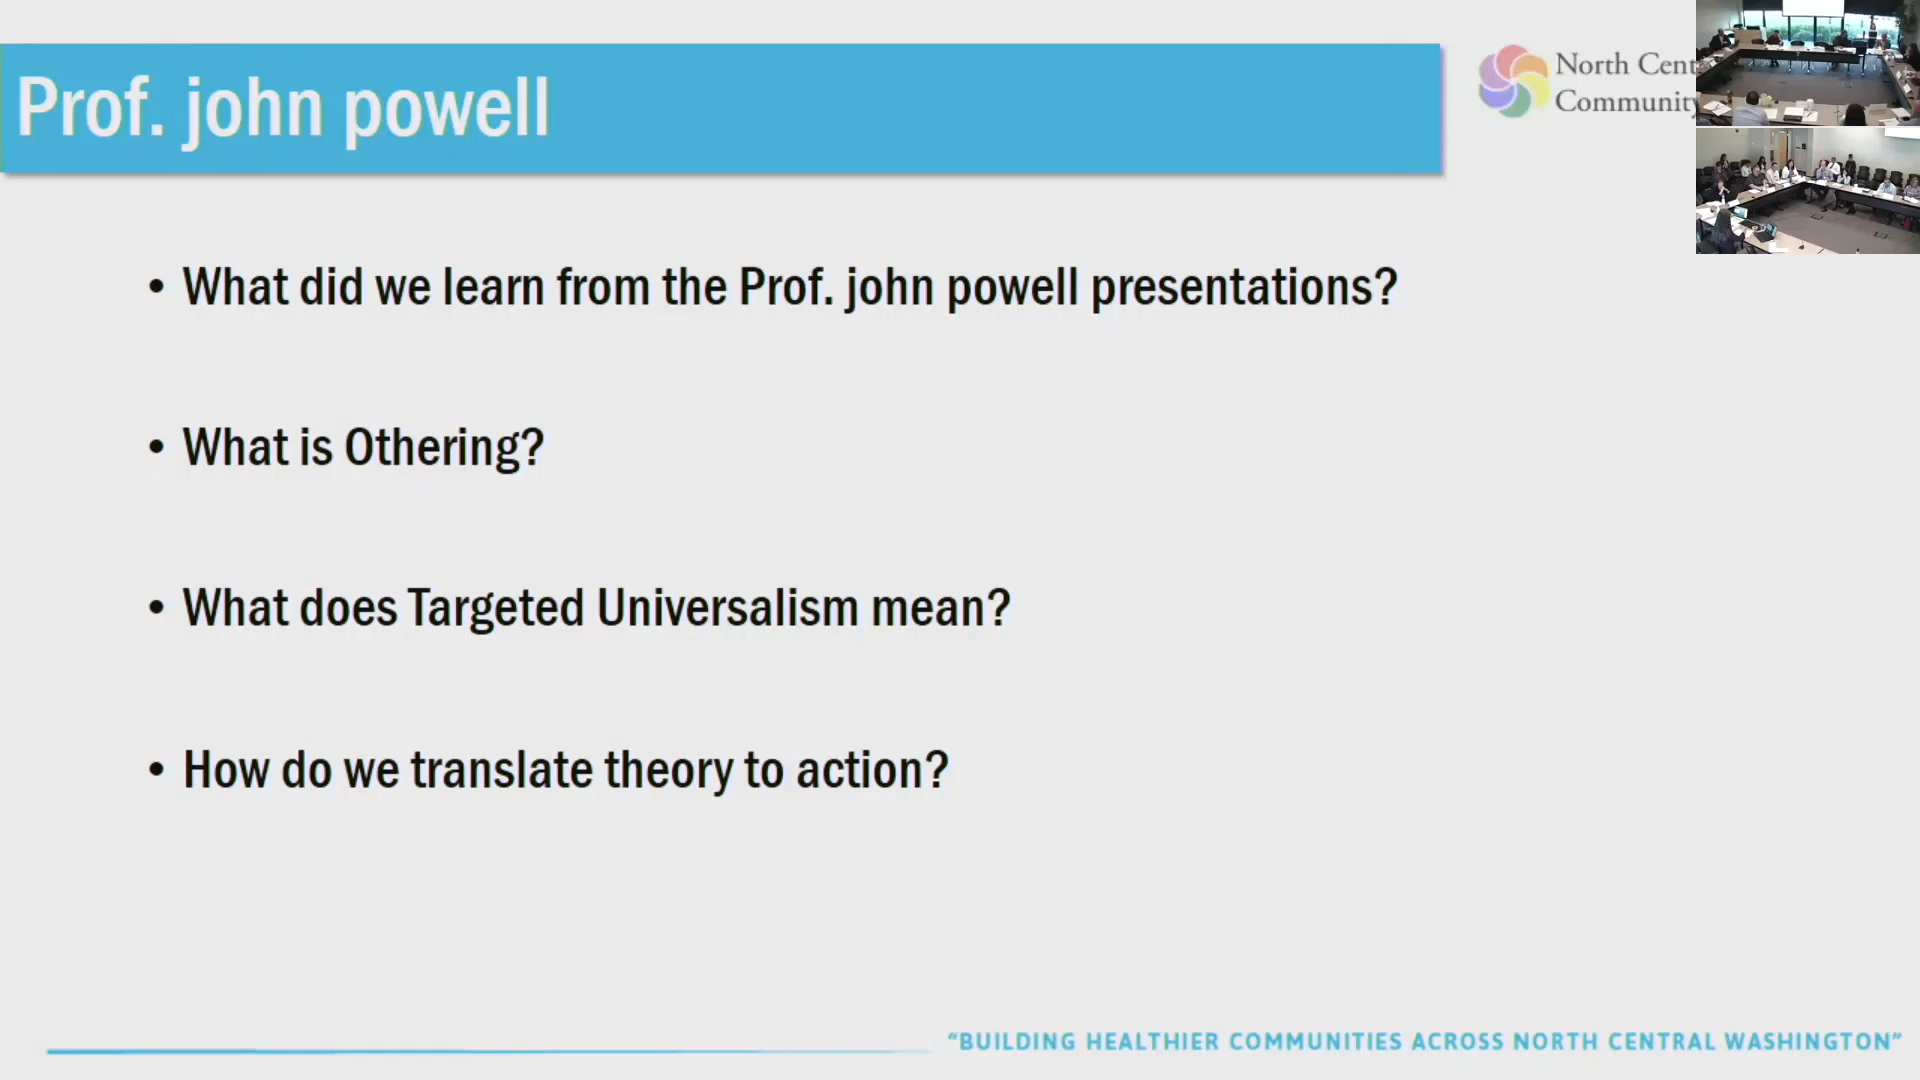 Prof. john powell
North Cent
Community
• What did we learn from the Prof. john powell presentations?
• What is Othering?
• What does Targeted Universalism mean?
• How do we translate theory to action?
“BUILDING HEALTHIER COMMUNITIES ACROSS NORTH CENTRAL WASHINGTON”